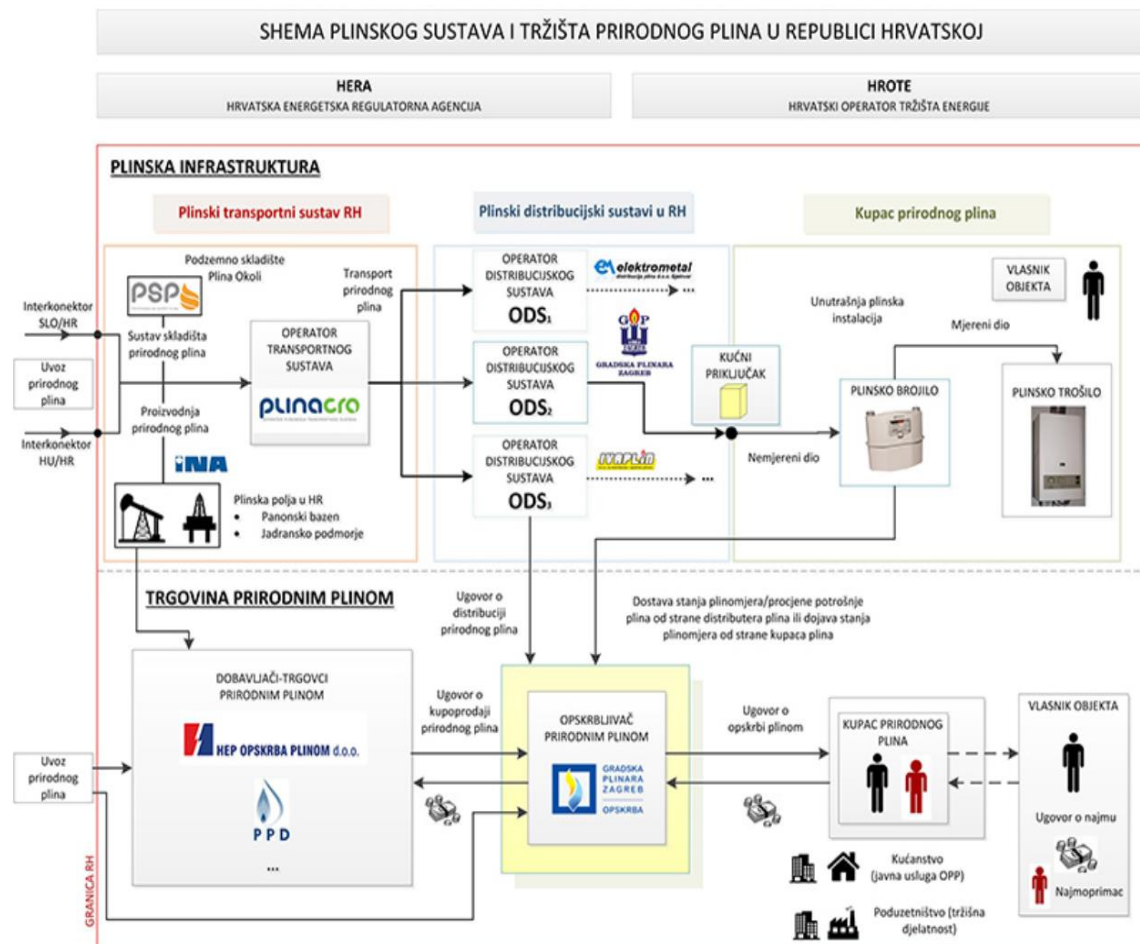 SHEMA PLINSKOG SUSTAVA I TRŽIŠTA PRIRODNOG PLINA U REPUBLICI HRVATSKOJ
HERA
HRVATSKA ENERGETSKA REGULATORNA AGENCIJA
HROTE
HRVATSKI OPERATOR TRŽIŠTA ENERGIJE
PLINSKA INFRASTRUKTURA
Plinski transportni sustav RH
Plinski distribucijski sustavi u RH
Kupac prirodnog plina
Podzemno skladište
Plina Okoli
PSP
Interkonektor
SLO/HR
Sustav skladišta
prirodnog plina
Uvoz
prirodnog
plina
Proizvodnja
prirodnog plina
Interkonektor
HU/HR
INA
Plinska polja u HR
• Panonski bazen
• Jadransko podmorje
OPERATOR
TRANSPORTNOG
SUSTAVA
PLINACRO
Transport
prirodnog
plina
OPERATOR
DISTRIBUCIJSKOG
SUSTAVA
ODS1
elektrometal
...
OPERATOR
DISTRIBUCIJSKOG
SUSTAVA
ODS2
G P
GRADSKA PLINARA
ZAGREB
OPERATOR
DISTRIBUCIJSKOG
SUSTAVA
ODS3
IVAPLIN
...
KUĆNI
PRIKLJUČAK
Nemjereni dio
Unutrašnja plinska
instalacija
Mjereni dio
VLASNIK
OBJEKTA
PLINSKO BROJILO
PLINSKO TROŠILO
TRGOVINA PRIRODNIM PLINOM
Ugovor o
distribuciji
prirodnog plina
Dostava stanja plinomjera/procjene potrošnje
plina od strane distributera plina ili dojava stanja
plinomjera od strane kupaca plina
Uvoz
prirodnog
plina
GRANICA RH
DOBAVLJAČI-TRGOVCI
PRIRODNIM PLINOM
HEP OPSKRBA PLINOM d.o.o.
PPD
...
Ugovor o
kupoprodaji
prirodnog plina
OPSKRBLJIVAČ
PRIRODNIM PLINOM
GRADSKA
PLINARA
ZAGREB
OPSKRBA
Ugovor o
opskrbi plinom
KUPAC PRIRODNOG
PLINA
VLASNIK OBJEKTA
Ugovor o najmu
Najmoprimac
Kućanstvo
(javna usluga OPP)
Poduzetništvo (tržišna
djelatnost)